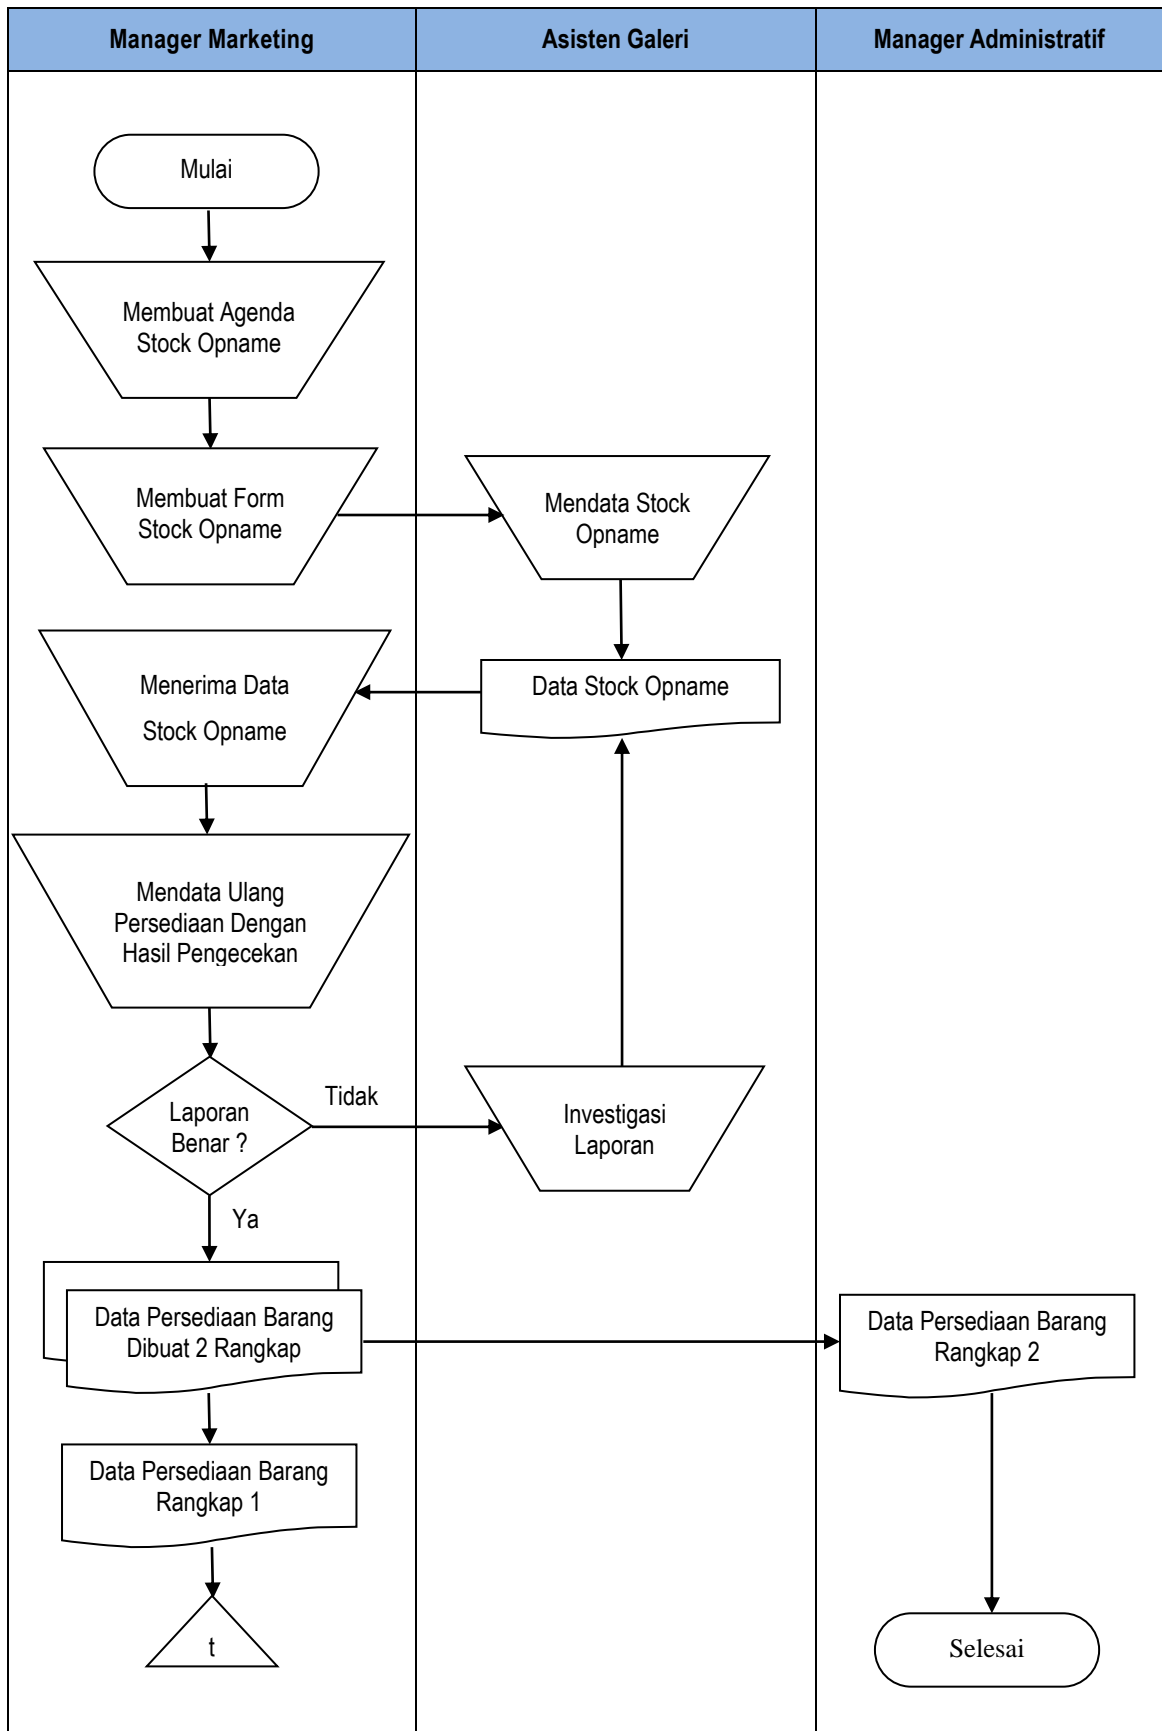 Manager Marketing
Asisten Galeri
Manager Administratif
Mulai
Membuat Agenda
Stock Opname
Membuat Form
Stock Opname
Mendata Stock
Opname
Menerima Data
Stock Opname
Data Stock Opname
Mendata Ulang
Persediaan Dengan
Hasil Pengecekan
Laporan
Benar ?
Tidak
Investigasi
Laporan
Ya
Data Persediaan Barang
Dibuat 2 Rangkap
Data Persediaan Barang
Rangkap 2
Data Persediaan Barang
Rangkap 1
t
Selesai